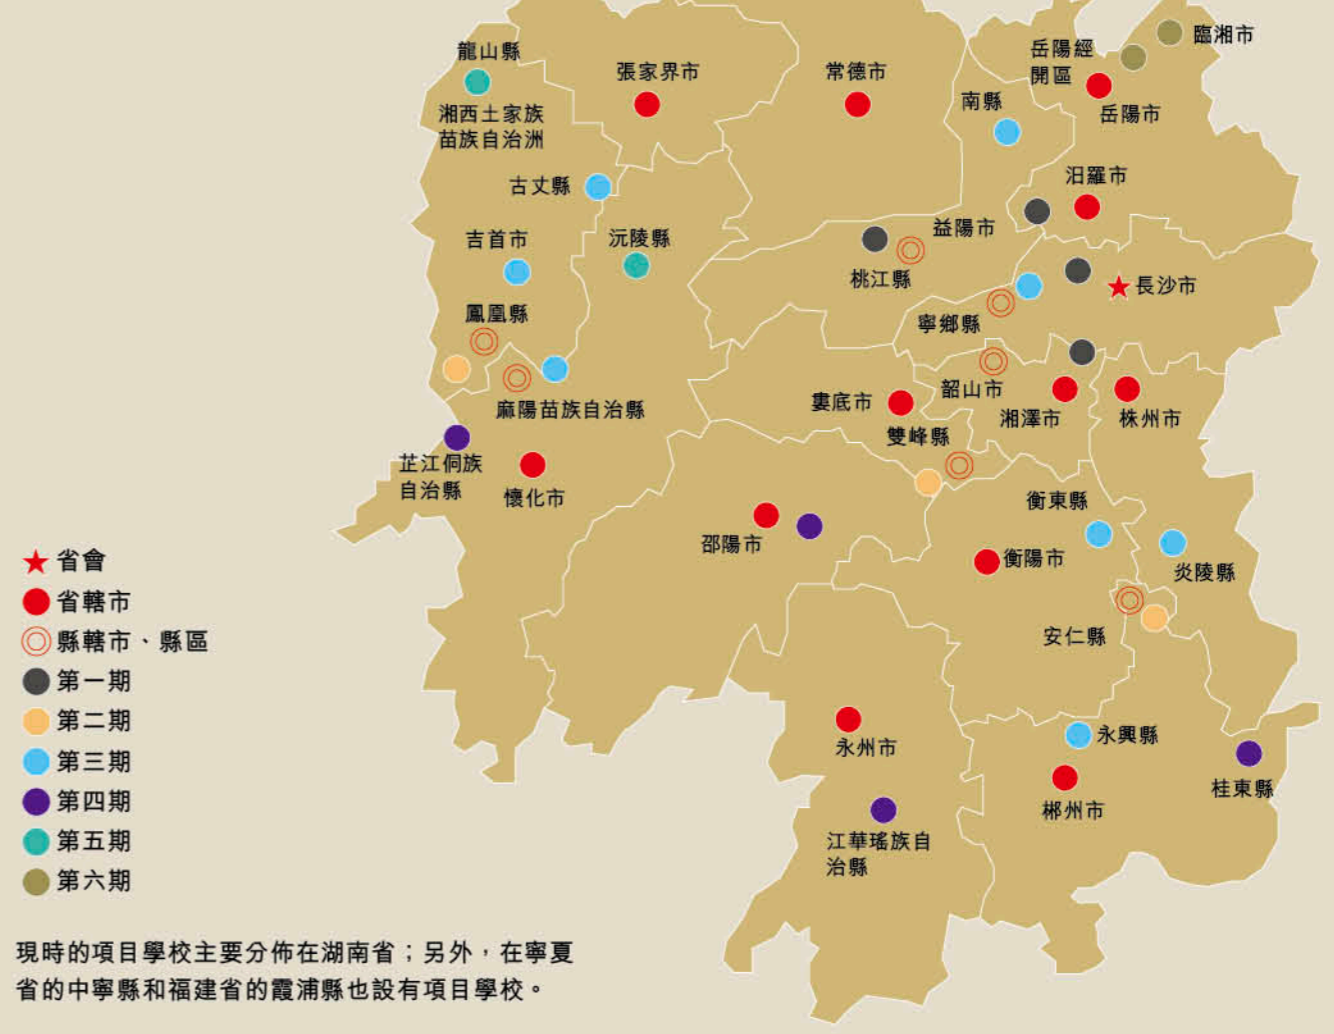 龍山縣
湘西土家族
苗族自治洲
張家界市
常德市
南縣
岳陽經
開區
臨湘市
岳陽市
汨羅市
古丈縣
吉首市
沅陵縣
益陽市
桃江縣
長沙市
寧鄉縣
鳳凰縣
麻陽苗族自治縣
韶山市
湘澤市
株州市
婁底市
雙峰縣
芷江侗族
自治縣
懷化市
邵陽市
衡東縣
衡陽市
炎陵縣
安仁縣
永州市
永興縣
郴州市
桂東縣
江華瑤族自
治縣
省會
省轄市
縣轄市、縣區
第一期
第二期
第三期
第四期
第五期
第六期
現時的項目學校主要分佈在湖南省；另外，在寧夏
省的中寧縣和福建省的霞浦縣也設有項目學校。